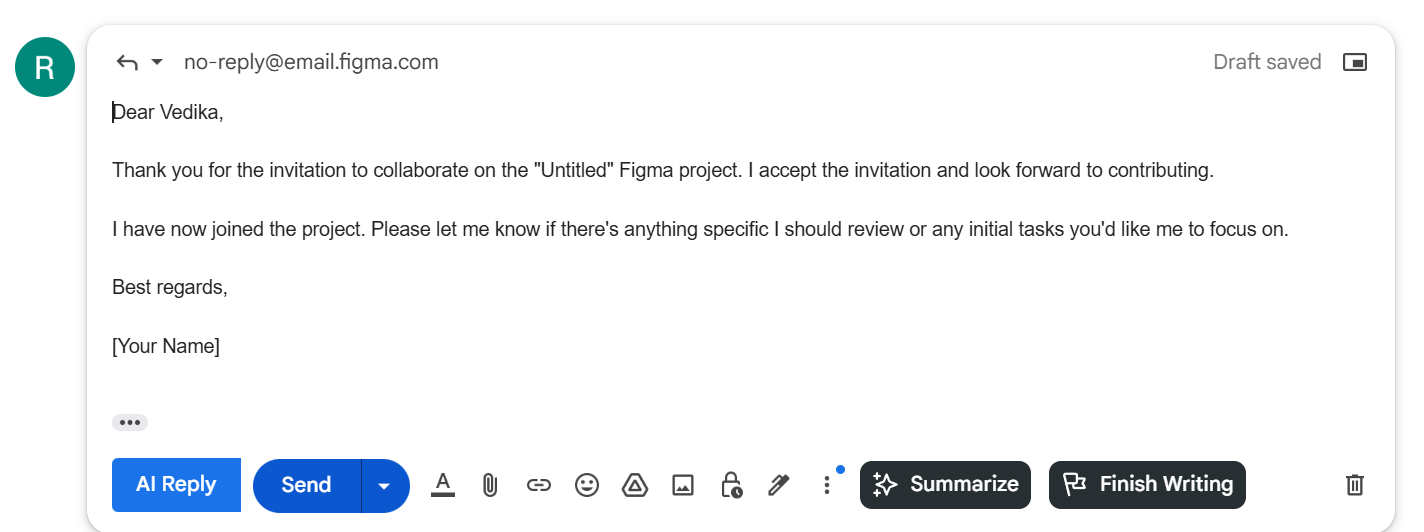 R
no-reply@email.figma.com
Draft saved
Dear Vedika,
Thank you for the invitation to collaborate on the "Untitled" Figma project. I accept the invitation and look forward to contributing.
I have now joined the project. Please let me know if there's anything specific I should review or any initial tasks you'd like me to focus on.
Best regards,
[Your Name]
AI Reply
Send
A
Summarize
Finish Writing